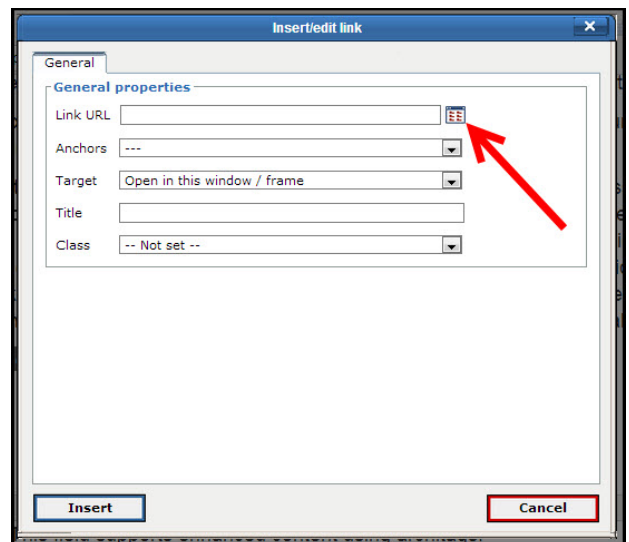 Insert/edit link
General
General properties
Link URL
Anchors ---
Target Open in this window / frame
Title
Class -- Not set --
Insert Cancel